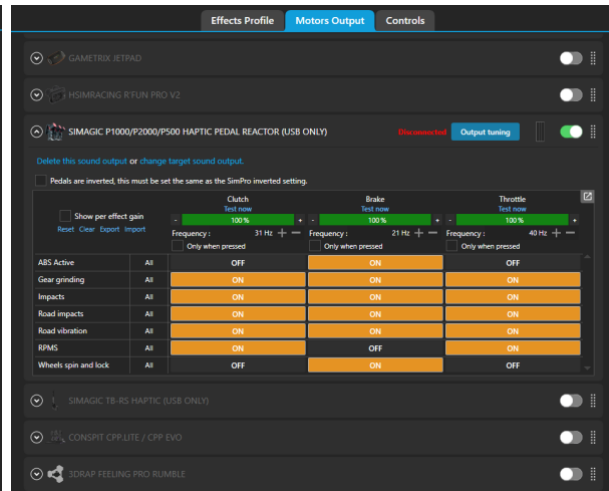 Effects Profile Motors Output Controls
GAMETRIX JETPAD
HSIMRACING R'FUN PRO V2
SIMAGIC P1000/P2000/P500 HAPTIC PEDAL REACTOR (USB ONLY) Disconnected Output tuning
Delete this sound output or change target sound output.
Pedals are inverted, this must be set the same as the SimPro inverted setting.
Clutch Brake Throttle
Test now Test now Test now
Show per effect gain - 100 % + - 100 % + - 100 % +
Reset Clear Export Import Frequency : 31 Hz + − Frequency : 21 Hz + − Frequency : 40 Hz + −
Only when pressed Only when pressed Only when pressed
ABS Active All OFF ON OFF
Gear grinding All ON ON ON
Impacts All ON ON ON
Road impacts All ON ON ON
Road vibration All ON ON ON
RPMS All ON OFF ON
Wheels spin and lock All OFF ON OFF
SIMAGIC T8-RS HAPTIC (USB ONLY)
CONSPIT CPP.LITE / CPP EVO
3DRAP FEELING PRO RUMBLE